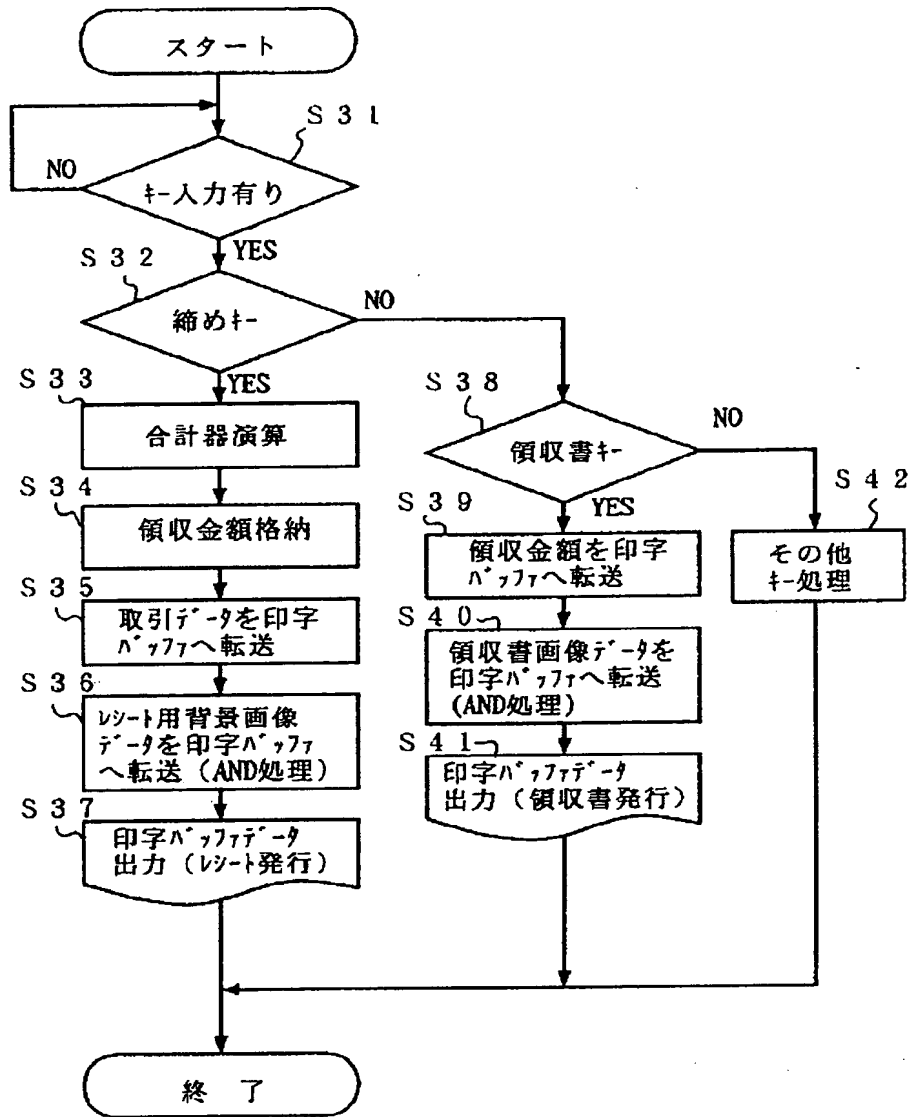 スタート
S31
NO
ｷｰ入力有り
YES
S32
NO
締めｷｰ
YES
S33
合計器演算
S34
領収金額格納
S35
取引ﾃﾞｰﾀを印字
ﾊﾞｯﾌｧへ転送
S36
ﾚｼｰﾄ用背景画像
ﾃﾞｰﾀを印字ﾊﾞｯﾌｧ
へ転送（AND処理）
S37
印字ﾊﾞｯﾌｧﾃﾞｰﾀ
出力（ﾚｼｰﾄ発行）
S38
NO
領収書ｷｰ
YES
S39
領収金額を印字
ﾊﾞｯﾌｧへ転送
S40
領収書画像ﾃﾞｰﾀを
印字ﾊﾞｯﾌｧへ転送
(AND処理)
S41
印字ﾊﾞｯﾌｧﾃﾞｰﾀ
出力（領収書発行）
S42
その他
ｷｰ処理
終 了